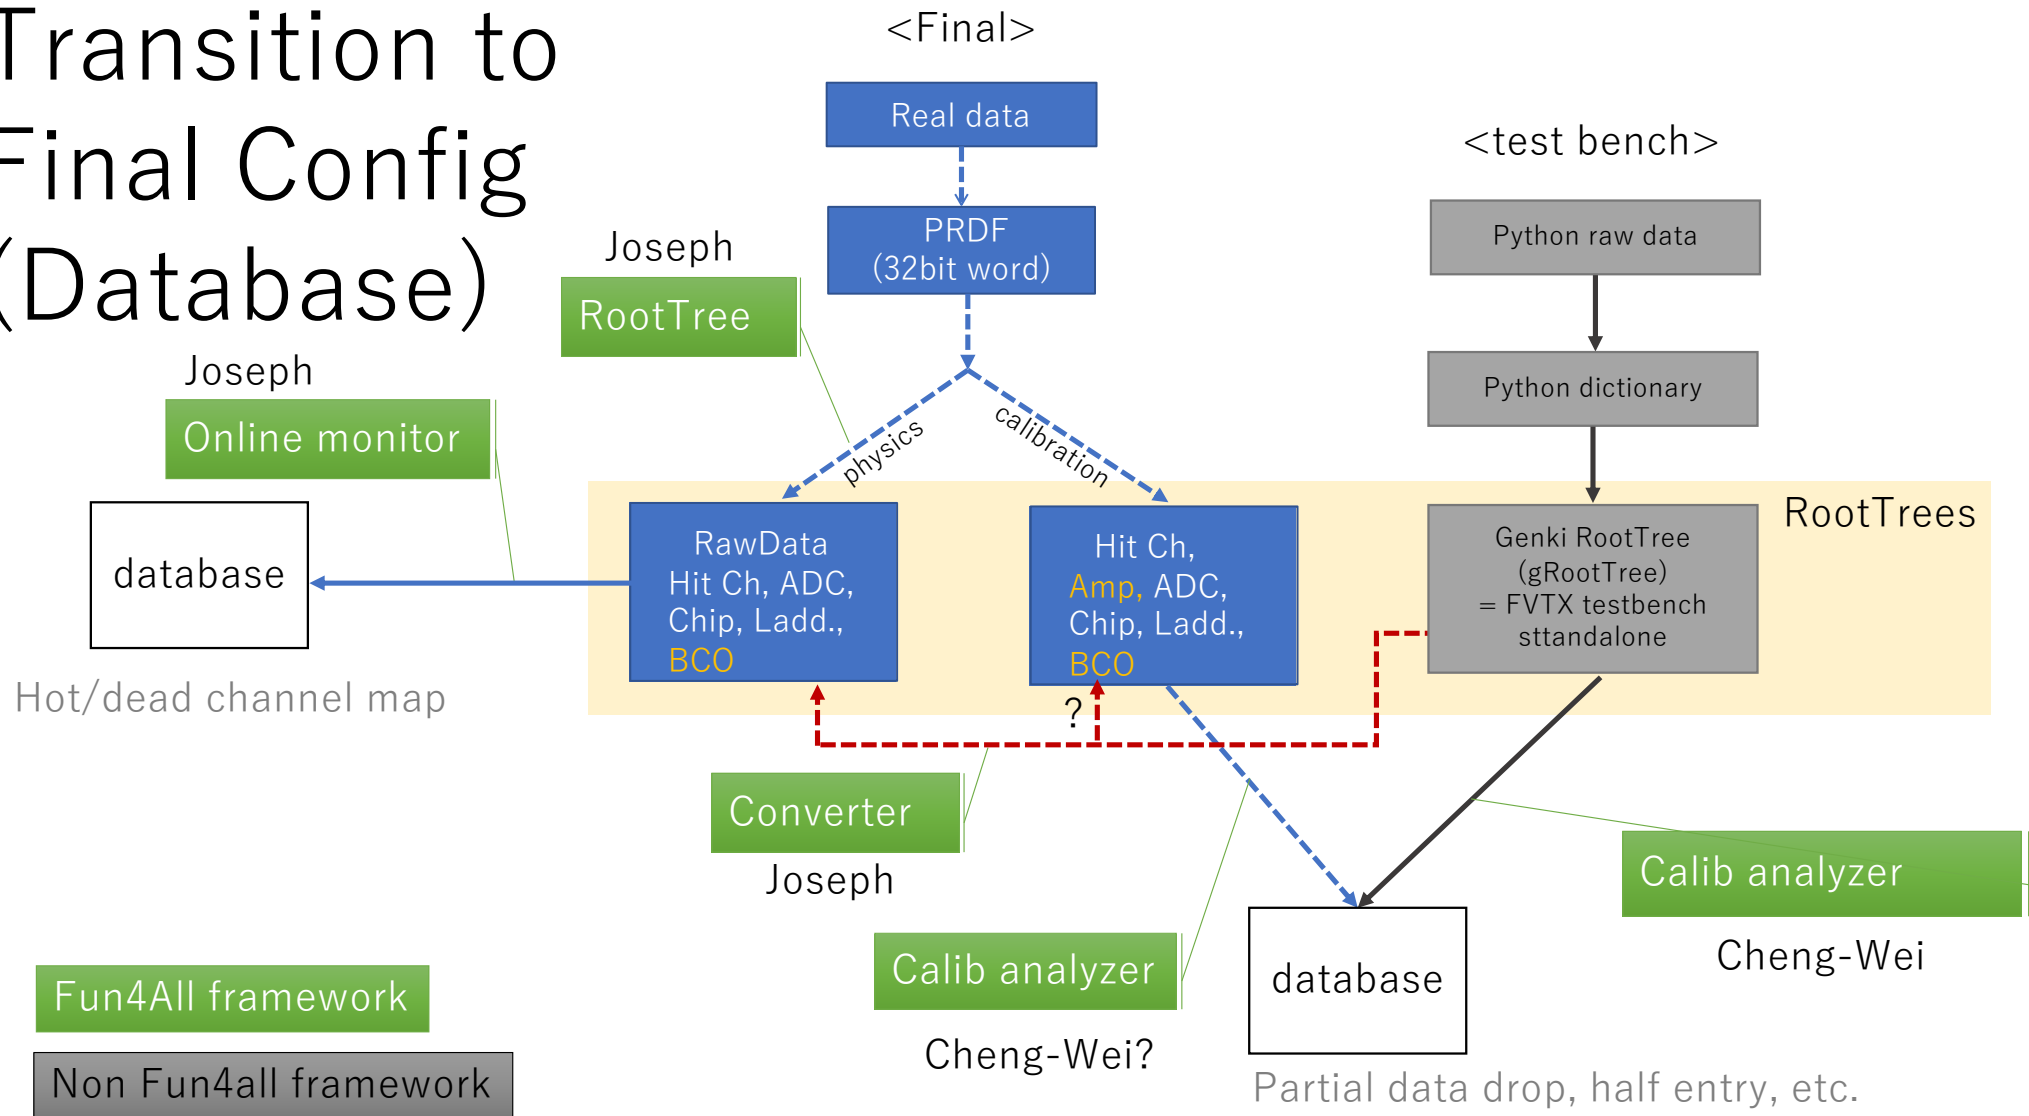 Transition to
Final Config
(Database)
<Final>
Real data
PRDF
(32bit word)
<test bench>
Python raw data
Python dictionary
Joseph
RootTree
Joseph
Online monitor
physics
calibration
RootTrees
database
Hot/dead channel map
RawData
Hit Ch, ADC,
Chip, Ladd.,
BCO
Hit Ch,
Amp, ADC,
Chip, Ladd.,
BCO
Genki RootTree
(gRootTree)
= FVTX testbench
sttandalone
?
Converter
Joseph
Calib analyzer
Cheng-Wei?
Calib analyzer
Cheng-Wei
database
Partial data drop, half entry, etc.
Fun4All framework
Non Fun4all framework